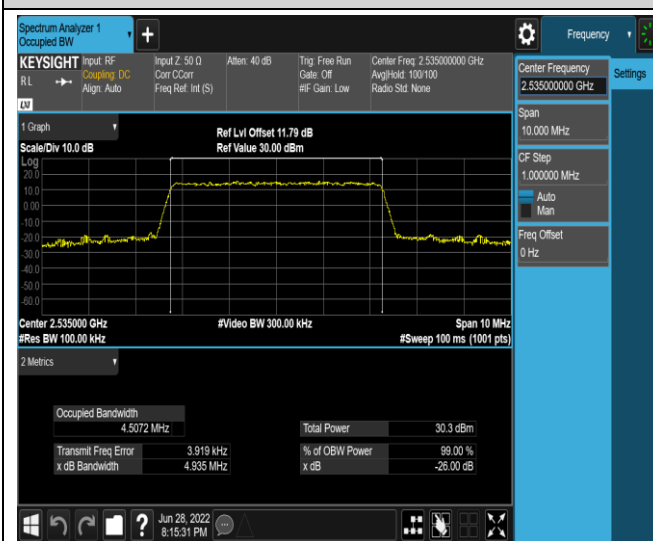 Spectrum Analyzer 1
Occupied BW
+
Frequency
KEYSIGHT
RL
LXI
Input: RF
Coupling: DC
Align: Auto
Input Z: 50 Ω
Corr CCorr
Freq Ref: Int (S)
Atten: 40 dB
Trig: Free Run
Gate: Off
#IF Gain: Low
Center Freq: 2.535000000 GHz
Avg|Hold: 100/100
Radio Std: None
Center Frequency
2.535000000 GHz
Settings
Span
10.000 MHz
CF Step
1.000000 MHz
Auto
Man
Freq Offset
0 Hz
1 Graph
Scale/Div 10.0 dB
Ref Lvl Offset 11.79 dB
Ref Value 30.00 dBm
Log
20.0
10.0
0.00
-10.0
-20.0
-30.0
-40.0
-50.0
-60.0
Center 2.535000 GHz
#Res BW 100.00 kHz
#Video BW 300.00 kHz
Span 10 MHz
#Sweep 100 ms (1001 pts)
2 Metrics
Occupied Bandwidth
4.5072 MHz
Total Power 30.3 dBm
Transmit Freq Error 3.919 kHz
% of OBW Power 99.00 %
x dB Bandwidth 4.935 MHz
x dB -26.00 dB
?
Jun 28, 2022
8:15:31 PM